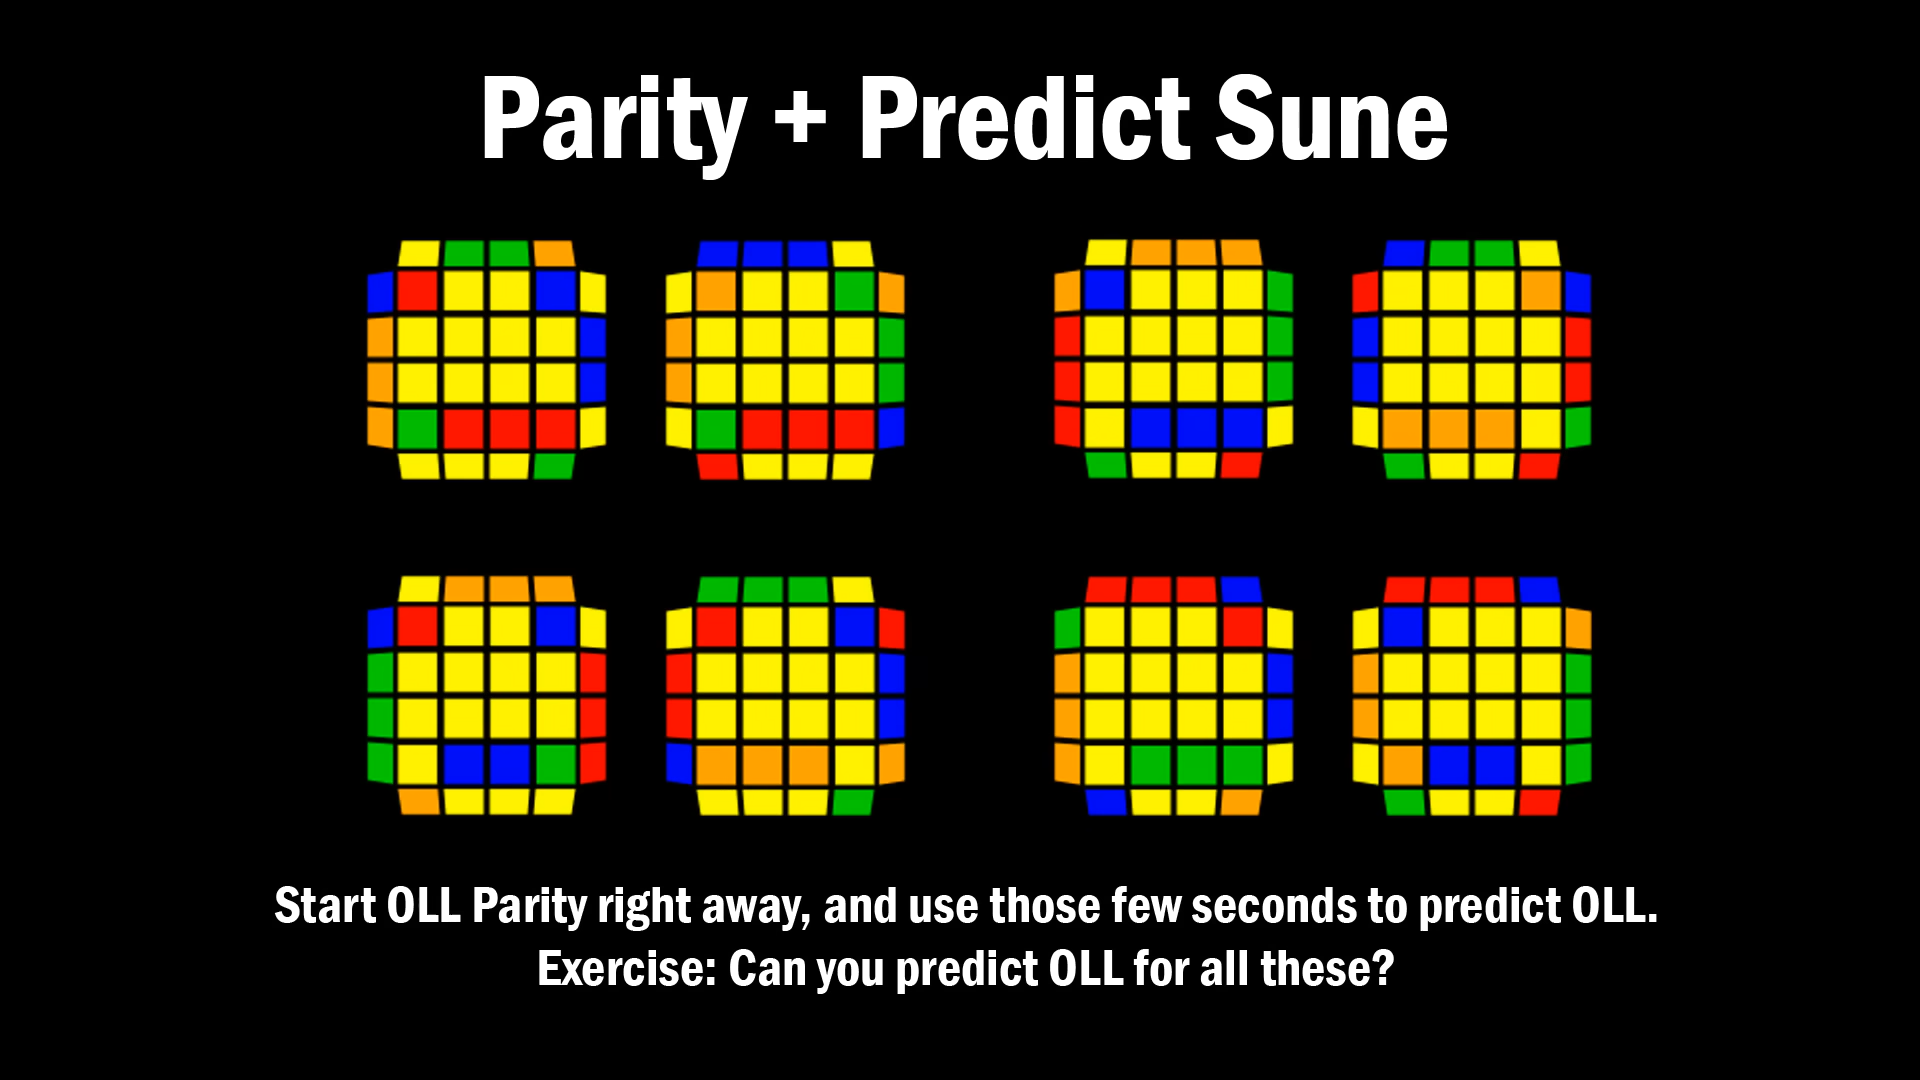 Parity + Predict Sune
Start OLL Parity right away, and use those few seconds to predict OLL.
Exercise: Can you predict OLL for all these?